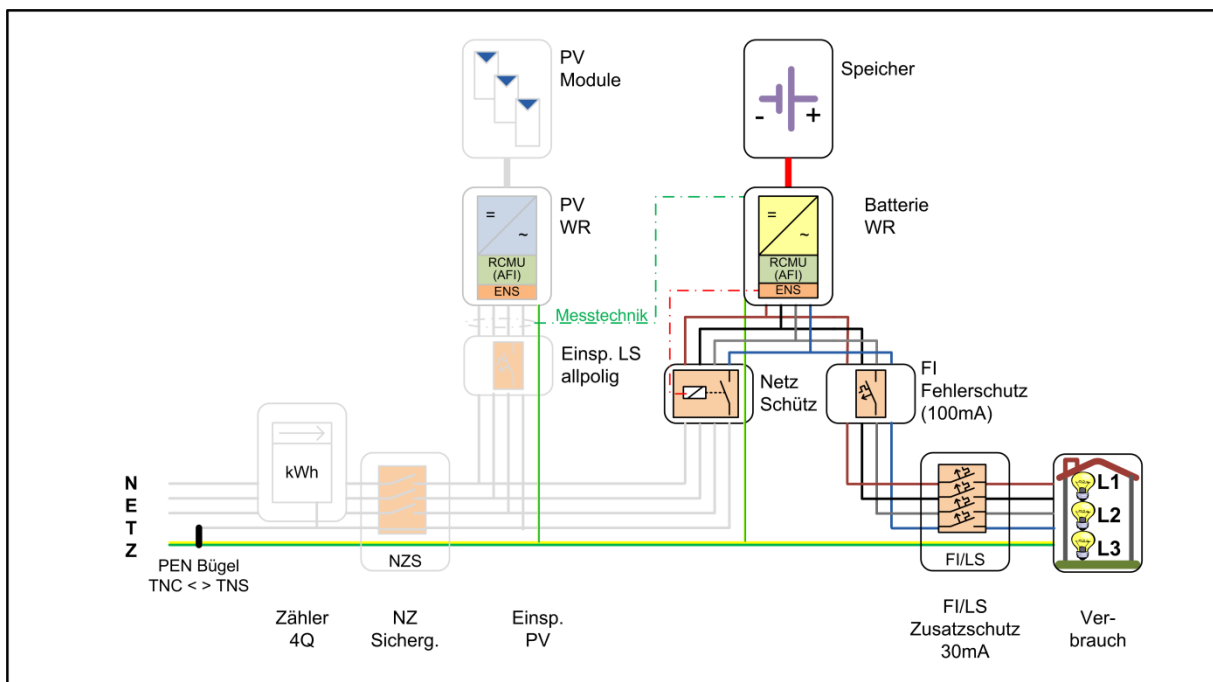 PV
Module
Speicher
-
+
PV
WR
=
~
RCMU
(AFI)
ENS
Batterie
WR
=
~
RCMU
(AFI)
ENS
Messtechnik
Einsp. LS
allpolig
Netz
Schütz
FI
Fehlerschutz
(100mA)
kWh
N
E
T
Z
L1
L2
L3
NZS
FI/LS
PEN Bügel
TNC < > TNS
Zähler
4Q
NZ
Sicherg.
Einsp.
PV
FI/LS
Zusatzschutz
30mA
Ver-
brauch